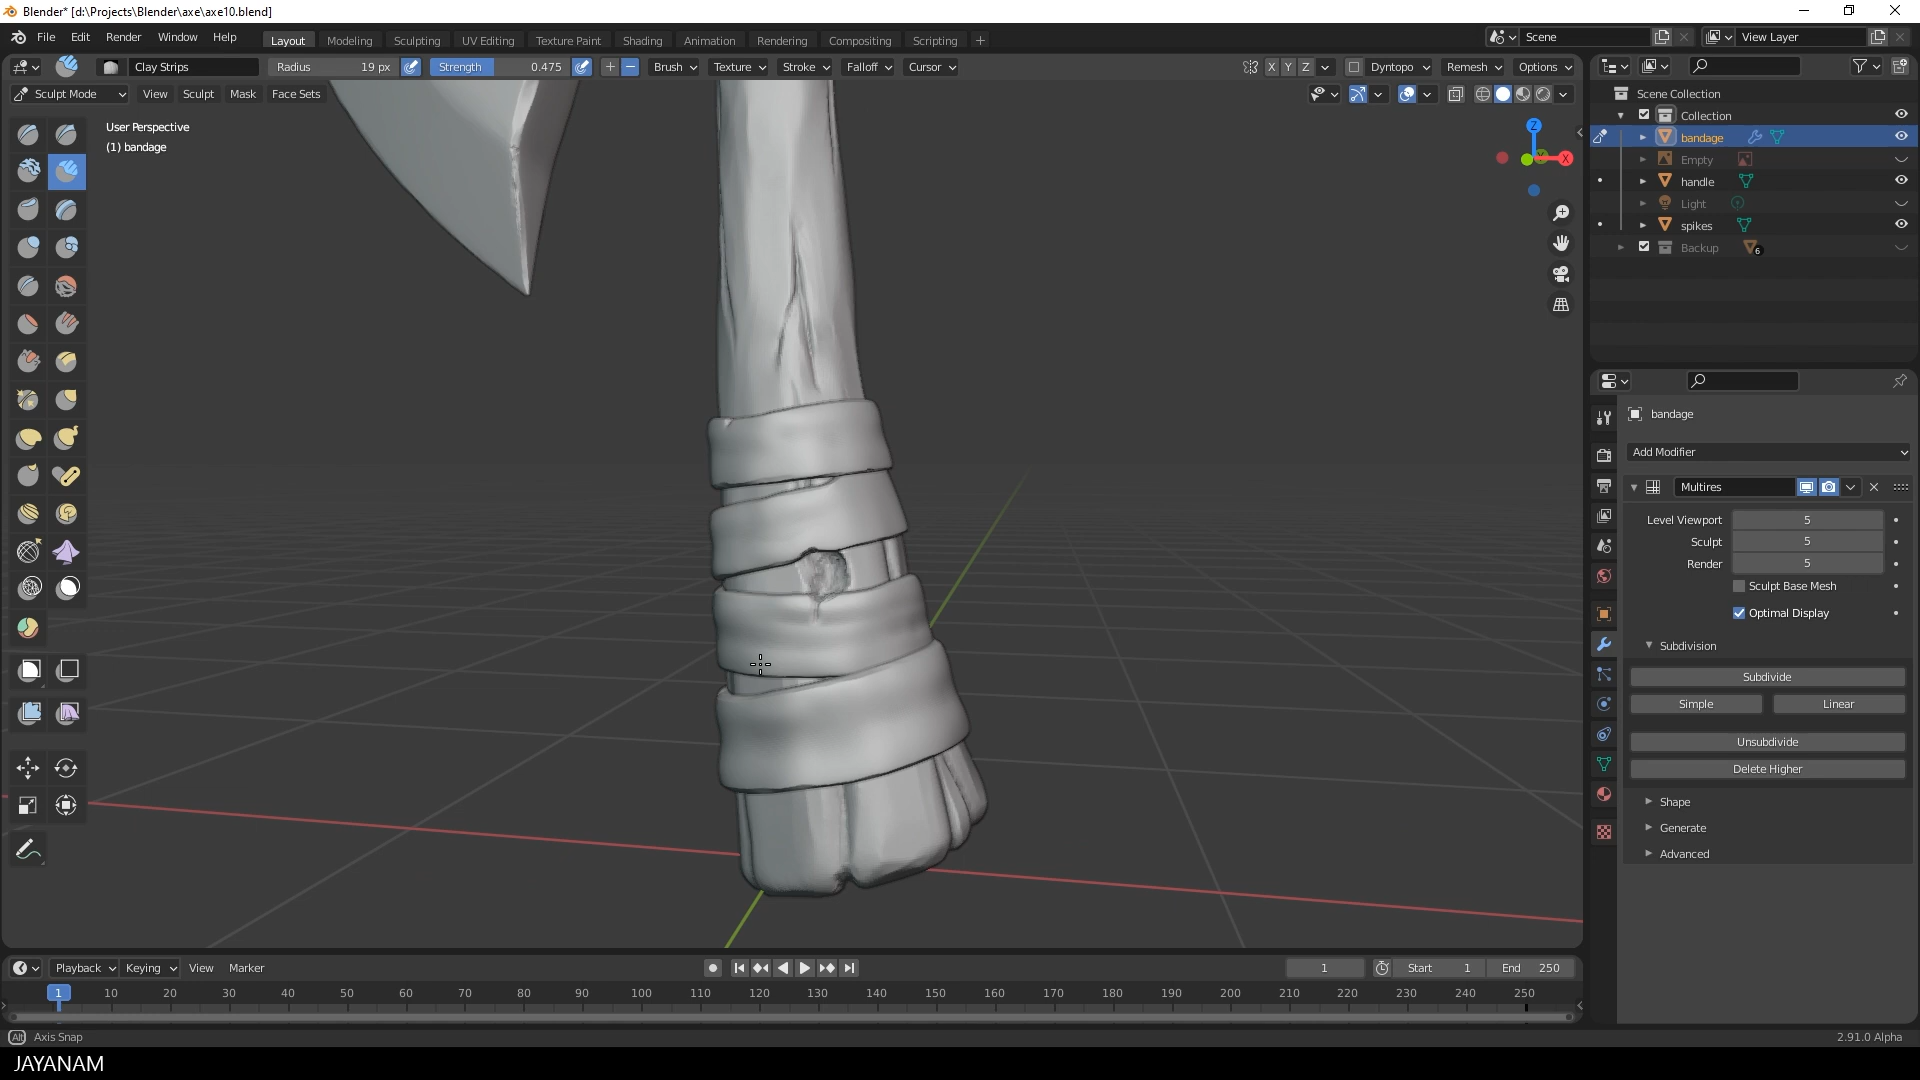 Blender* [d:\Projects\Blender\axe\axe10.blend]
File Edit Render Window Help Layout Modeling Sculpting UV Editing Texture Paint Shading Animation Rendering Compositing Scripting + Scene View Layer
Clay Strips Radius 19 px Strength 0.475 + − Brush Texture Stroke Falloff Cursor X Y Z Dyntopo Remesh Options
Sculpt Mode View Sculpt Mask Face Sets
User Perspective
(1) bandage
Z
X
Scene Collection
Collection
bandage
Empty
handle
Light
spikes
Backup 6
bandage
Add Modifier
Multires
Level Viewport 5
Sculpt 5
Render 5
Sculpt Base Mesh
Optimal Display
Subdivision
Subdivide
Simple Linear
Unsubdivide
Delete Higher
Shape
Generate
Advanced
Playback Keying View Marker 1 Start 1 End 250
1 10 20 30 40 50 60 70 80 90 100 110 120 130 140 150 160 170 180 190 200 210 220 230 240 250
Alt Axis Snap 2.91.0 Alpha
JAYANAM